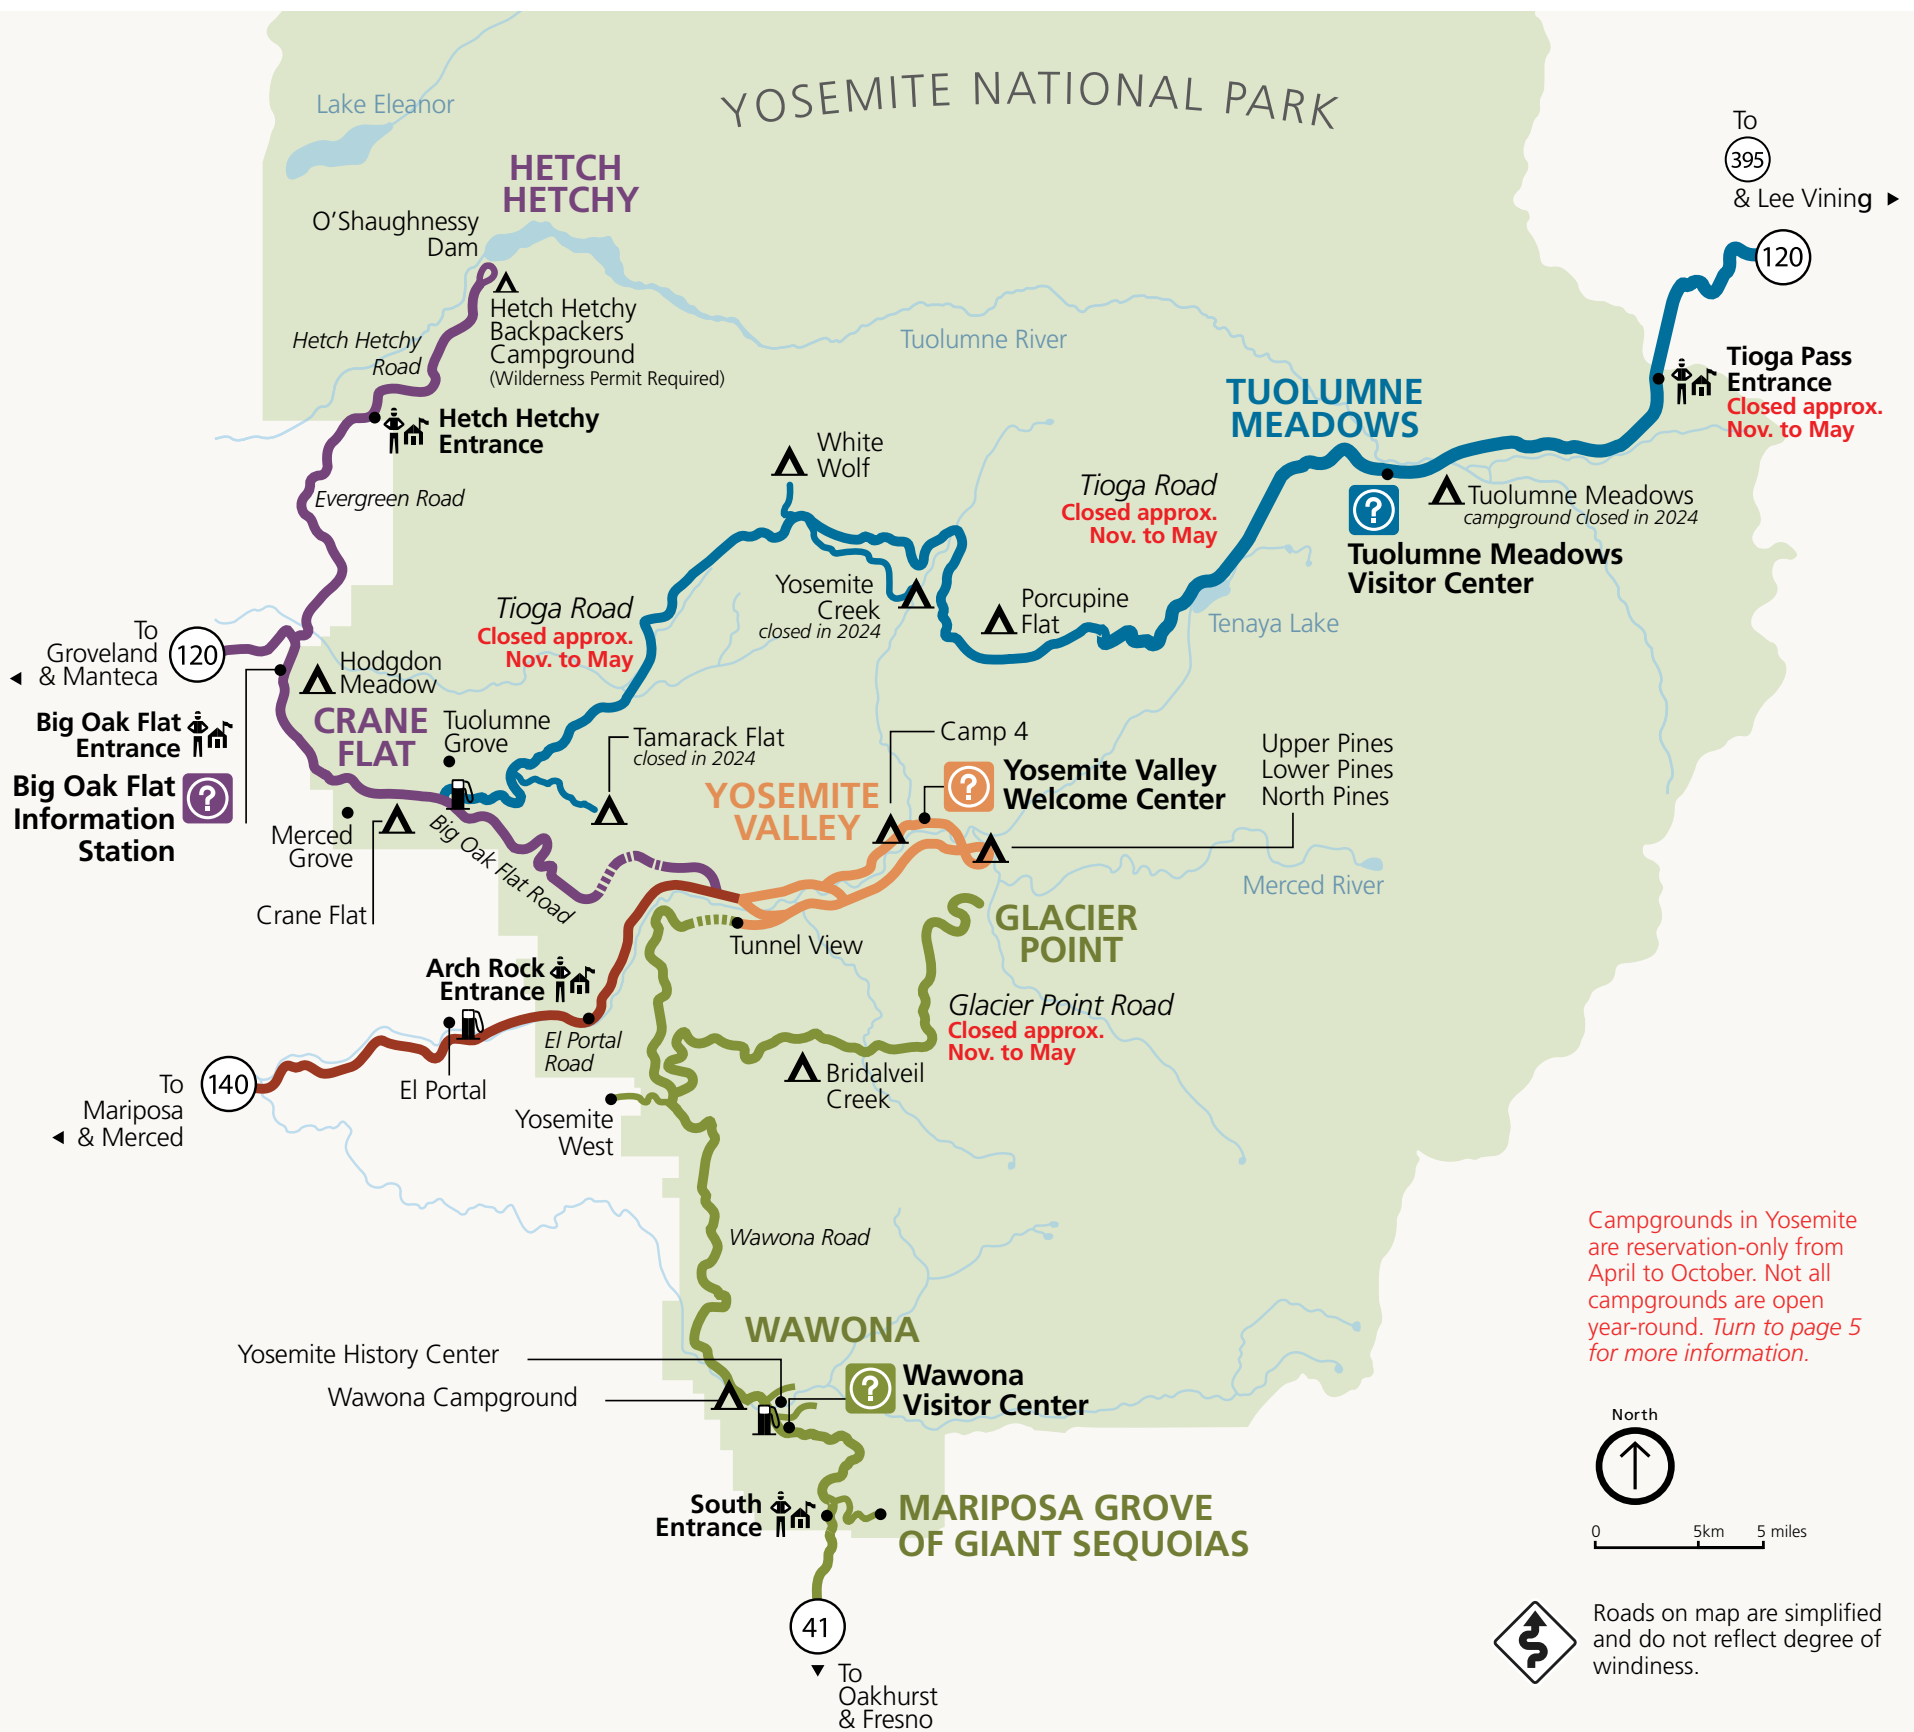 YOSEMITE NATIONAL PARK
Lake Eleanor
To
395
& Lee Vining
HETCH
HETCHY
O'Shaughnessy
Dam
120
Hetch Hetchy
Backpackers
Campground
(Wilderness Permit Required)
Hetch Hetchy
Road
Tuolumne River
Tioga Pass
Entrance
Closed approx.
Nov. to May
TUOLUMNE
MEADOWS
Hetch Hetchy
Entrance
White
Wolf
Evergreen Road
Tioga Road
Closed approx.
Nov. to May
Tuolumne Meadows
campground closed in 2024
?
Tuolumne Meadows
Visitor Center
Yosemite
Creek
closed in 2024
Porcupine
Flat
Tenaya Lake
Tioga Road
Closed approx.
Nov. to May
To
Groveland
& Manteca
120
Hodgdon
Meadow
Big Oak Flat
Entrance
CRANE
FLAT
Tuolumne
Grove
Tamarack Flat
closed in 2024
Camp 4
Upper Pines
Lower Pines
North Pines
Big Oak Flat
Information
Station
?
YOSEMITE
VALLEY
?
Yosemite Valley
Welcome Center
Merced
Grove
Big Oak Flat Road
Crane Flat
Merced River
Tunnel View
GLACIER
POINT
Arch Rock
Entrance
Glacier Point Road
Closed approx.
Nov. to May
El Portal
Road
El Portal
To
Mariposa
& Merced
140
Bridalveil
Creek
Yosemite
West
Wawona Road
Campgrounds in Yosemite
are reservation-only from
April to October. Not all
campgrounds are open
year-round. Turn to page 5
for more information.
WAWONA
Yosemite History Center
Wawona Campground
?
Wawona
Visitor Center
North
South
Entrance
MARIPOSA GROVE
OF GIANT SEQUOIAS
0 5km 5 miles
41
To
Oakhurst
& Fresno
Roads on map are simplified
and do not reflect degree of
windiness.